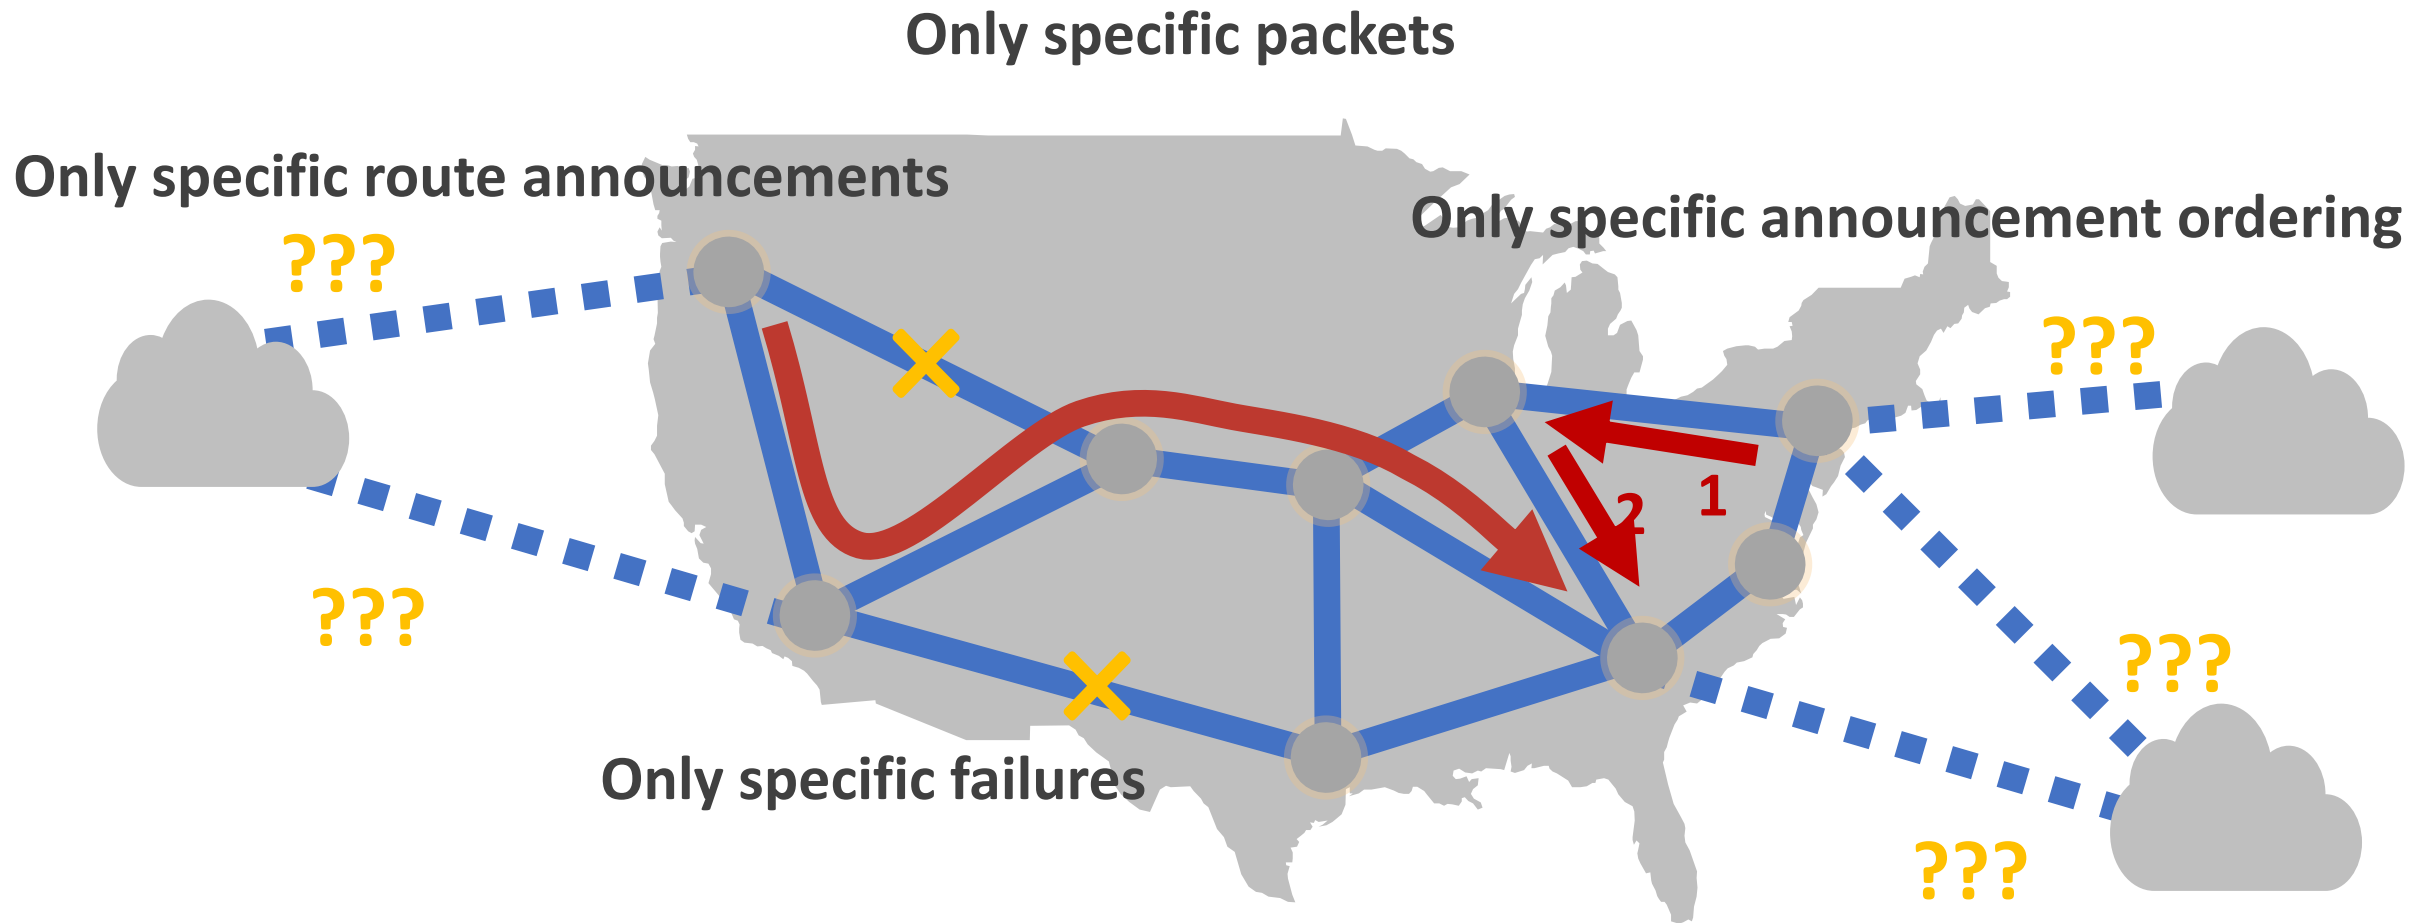 Only specific packets
Only specific route announcements
Only specific announcement ordering
???
???
1
2
???
???
Only specific failures
???